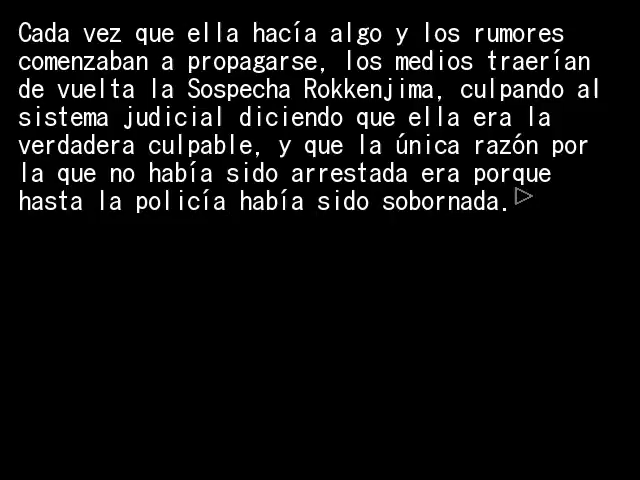 Cada vez que ella hacía algo y los rumores
comenzaban a propagarse, los medios traerían
de vuelta la Sospecha Rokkenjima, culpando al
sistema judicial diciendo que ella era la
verdadera culpable, y que la única razón por
la que no había sido arrestada era porque
hasta la policía había sido sobornada.